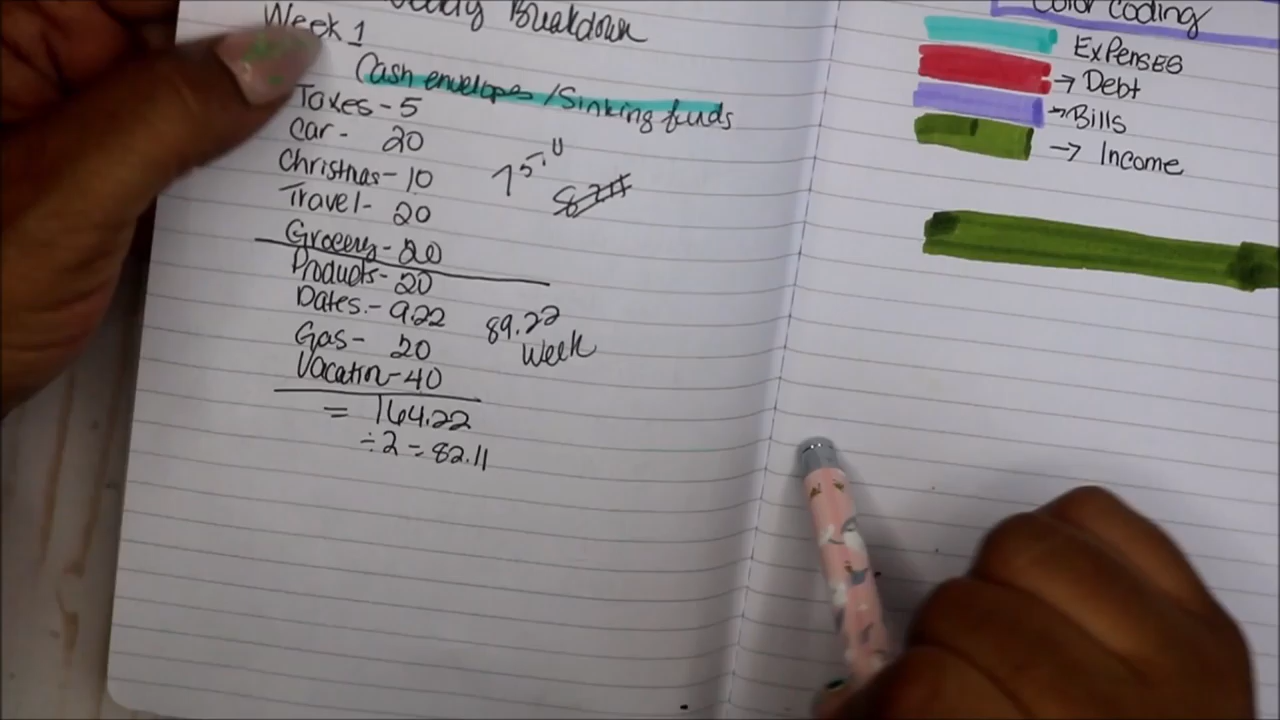 Breakdown
Week 1
Cash envelopes / Sinking funds
Taxes - 5
Car - 20
Christmas - 10
Travel - 20
Grocery - 20
Products - 20
Dates. - 9.22
Gas - 20
Vacation - 40
= 164.22
÷ 2 = 82.11
89.22
Week
Color Coding
Expenses
→ Debt
→ Bills
→ Income